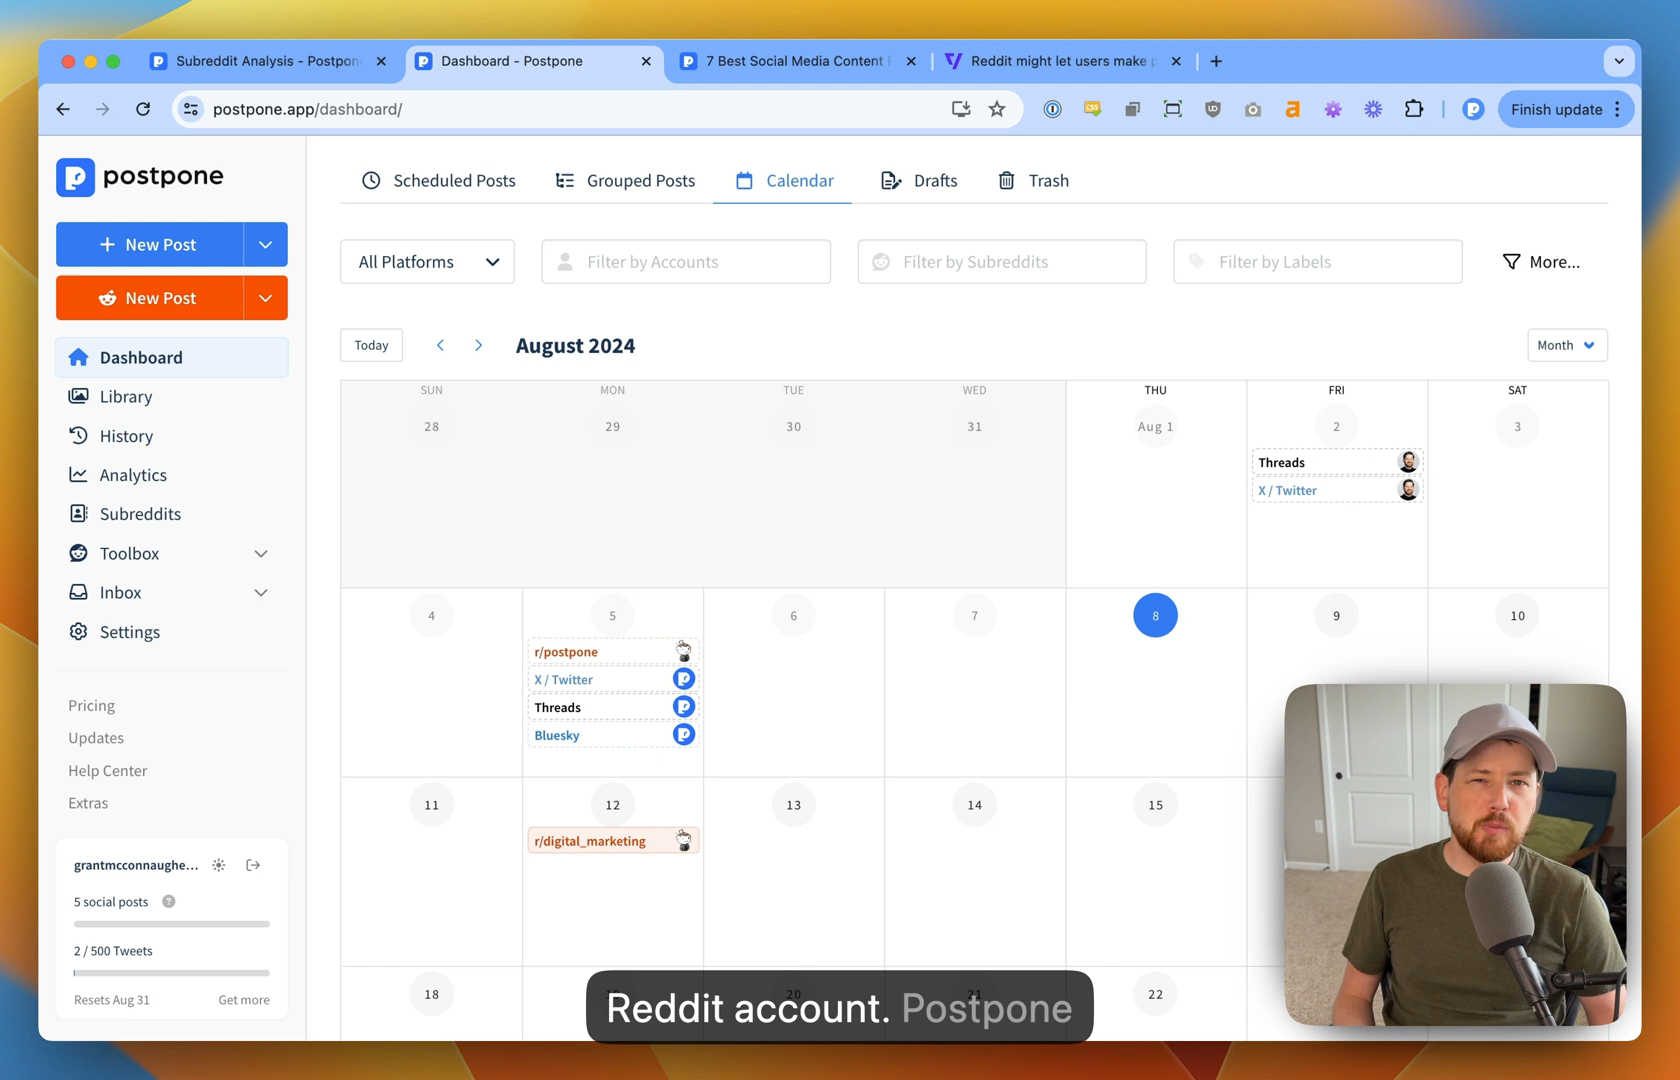 Subreddit Analysis - Postpon
Dashboard - Postpone
7 Best Social Media Content
Reddit might let users make p
postpone.app/dashboard/
Finish update
postpone
New Post
New Post
Dashboard
Library
History
Analytics
Subreddits
Toolbox
Inbox
Settings
Pricing
Updates
Help Center
Extras
grantmcconnaughe...
5 social posts
2 / 500 Tweets
Resets Aug 31 Get more
Scheduled Posts Grouped Posts Calendar Drafts Trash
All Platforms Filter by Accounts Filter by Subreddits Filter by Labels More...
Today August 2024 Month
SUN MON TUE WED THU FRI SAT
28 29 30 31 Aug 1 2 3
Threads
X / Twitter
4 5 6 7 8 9 10
r/postpone
X / Twitter
Threads
Bluesky
11 12 13 14 15
r/digital_marketing
18 20 21 22
Reddit account. Postpone